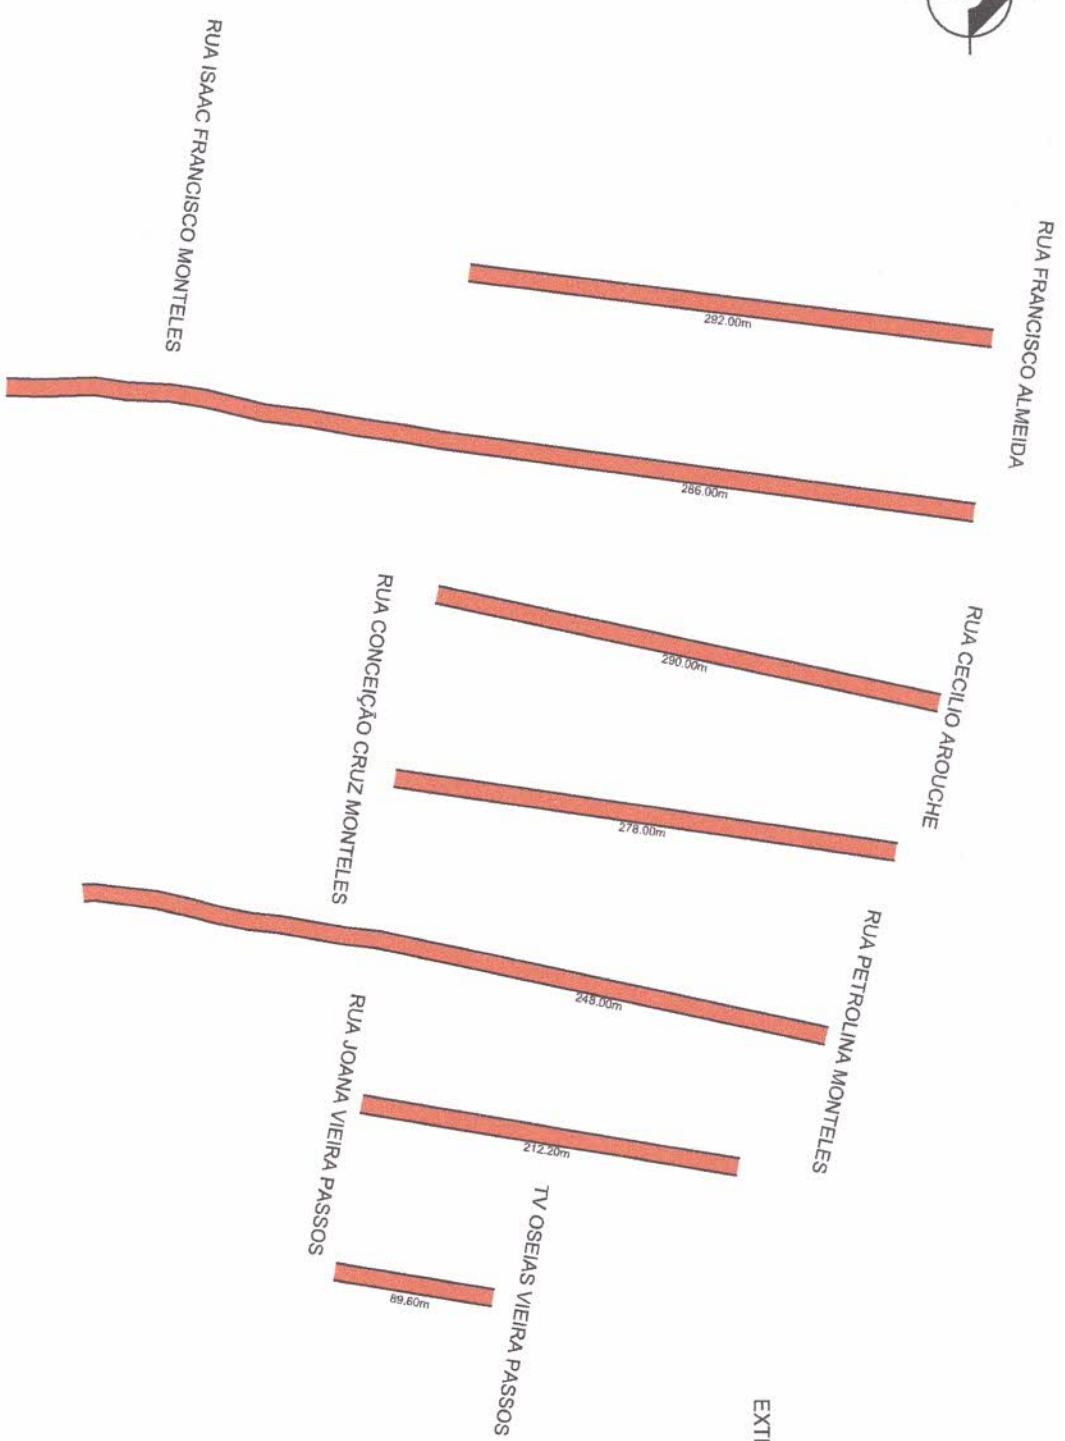 RUA ISAAC FRANCISCO MONTELES
RUA FRANCISCO ALMEIDA
292.00m
286.00m
RUA CONCEIÇÃO CRUZ MONTELES
290.00m
RUA CECILIO AROUCHE
278.00m
248.00m
RUA PETROLINA MONTELES
RUA JOANA VIEIRA PASSOS
212.20m
TV OSEIAS VIEIRA PASSOS
89.60m